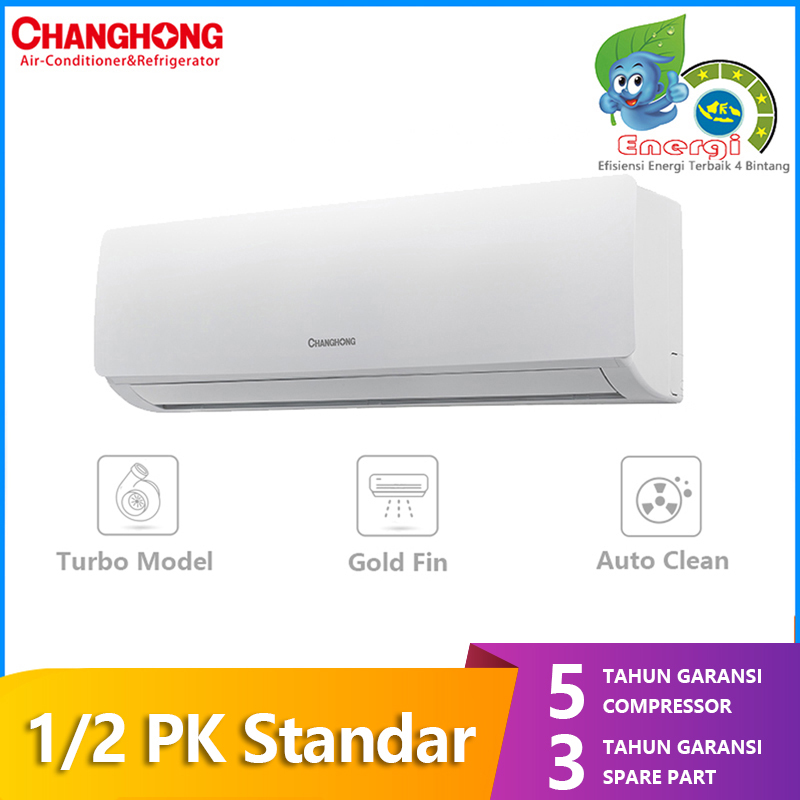 CHANGHONG
Air-Conditioner&Refrigerator
Energi
Efisiensi Energi Terbaik 4 Bintang
CHANGHONG
Turbo Model
Gold Fin
Auto Clean
1/2 PK Standar
5 TAHUN GARANSI
COMPRESSOR
3 TAHUN GARANSI
SPARE PART